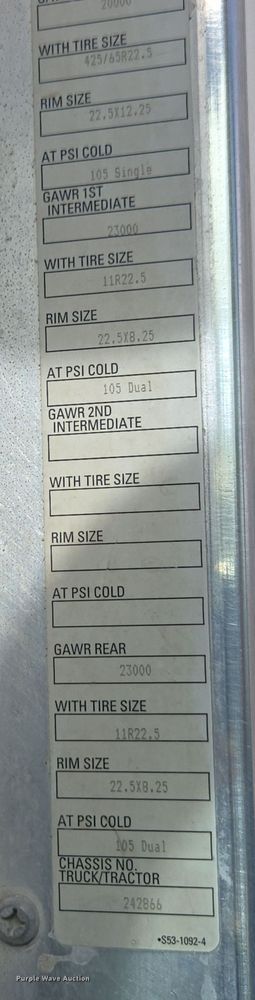 20000
WITH TIRE SIZE
425/65R22.5
RIM SIZE
22.5X12.25
AT PSI COLD
105 Single
GAWR 1ST
INTERMEDIATE
23000
WITH TIRE SIZE
11R22.5
RIM SIZE
22.5X8.25
AT PSI COLD
105 Dual
GAWR 2ND
INTERMEDIATE
WITH TIRE SIZE
RIM SIZE
AT PSI COLD
GAWR REAR
23000
WITH TIRE SIZE
11R22.5
RIM SIZE
22.5X8.25
AT PSI COLD
105 Dual
CHASSIS NO.
TRUCK/TRACTOR
242866
•S53-1092-4
Purple Wave Auction